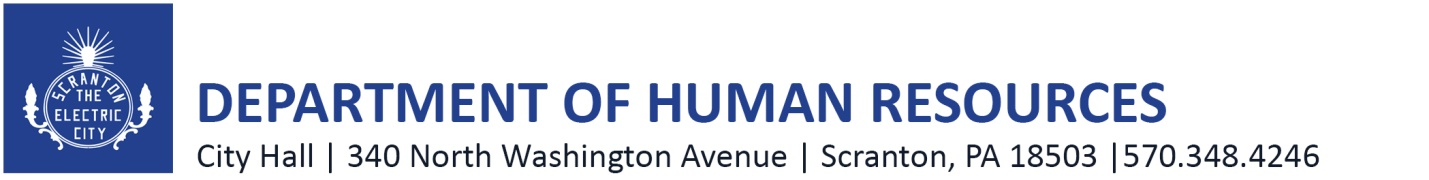 SCRANTON
THE
ELECTRIC
CITY
DEPARTMENT OF HUMAN RESOURCES
City Hall | 340 North Washington Avenue | Scranton, PA 18503 |570.348.4246